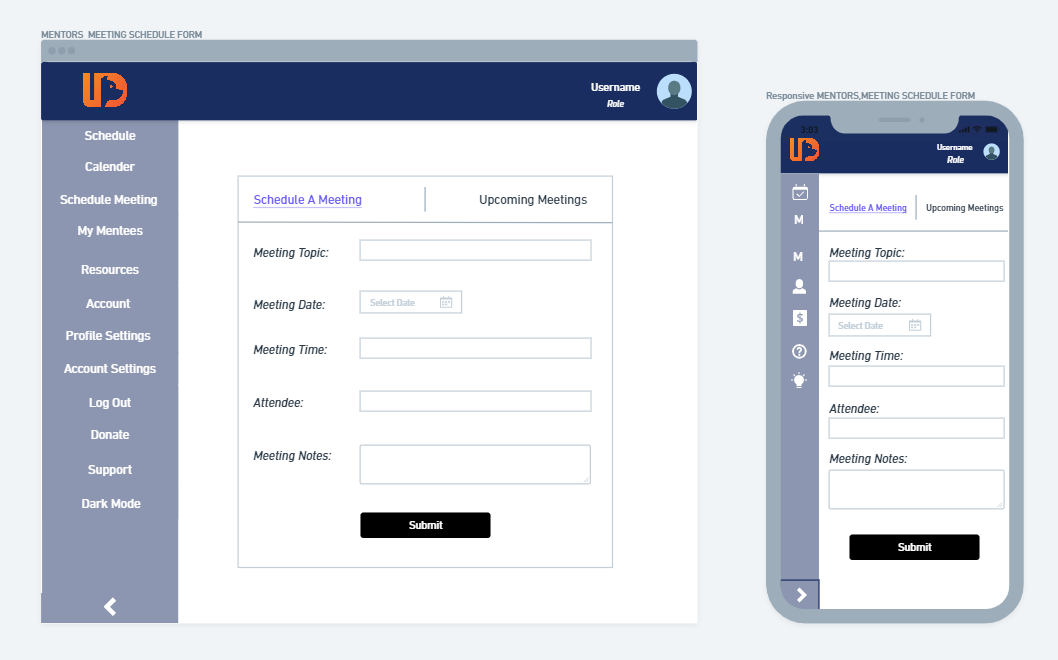 MENTORS MEETING SCHEDULE FORM
UD
Username
Role
Schedule
Calender
Schedule Meeting
My Mentees
Resources
Account
Profile Settings
Account Settings
Log Out
Donate
Support
Dark Mode
Schedule A Meeting
Upcoming Meetings
Meeting Topic:
Meeting Date:
Select Date
Meeting Time:
Attendee:
Meeting Notes:
Submit
Responsive MENTORS,MEETING SCHEDULE FORM
3:03
UD
Username
Role
M
M
$
?
Schedule A Meeting
Upcoming Meetings
Meeting Topic:
Meeting Date:
Select Date
Meeting Time:
Attendee:
Meeting Notes:
Submit